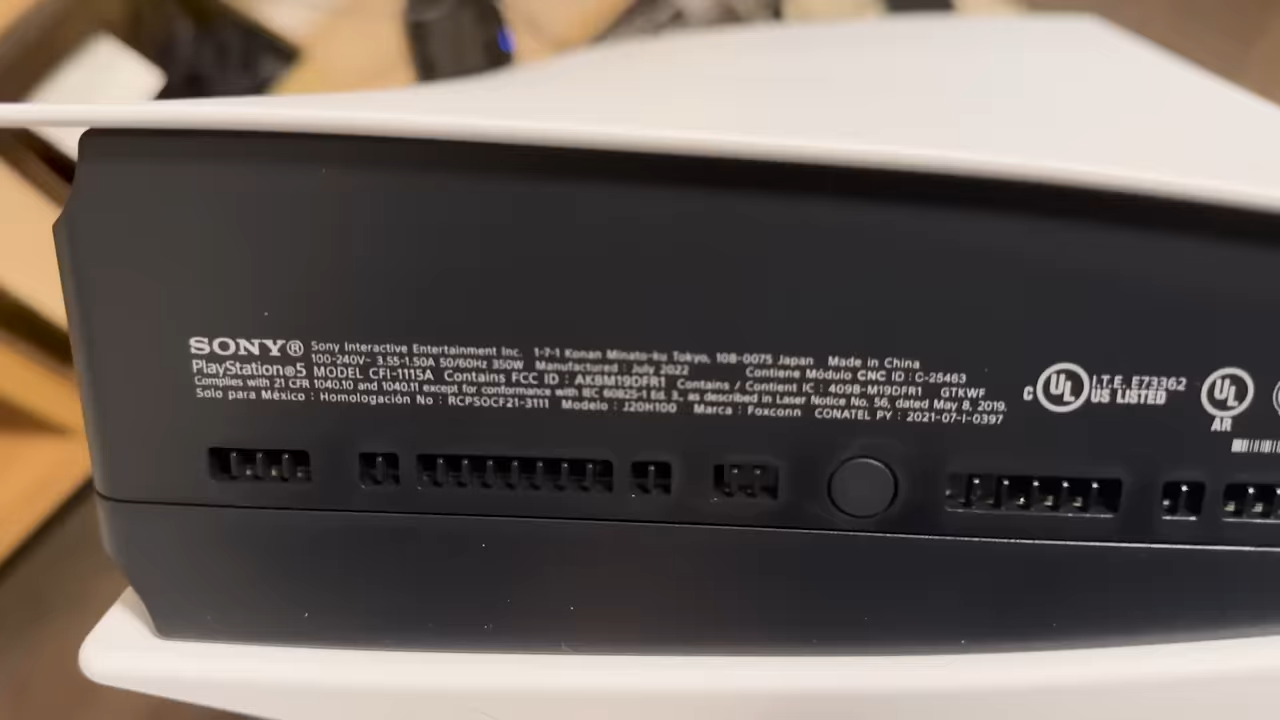 SONY® Sony Interactive Entertainment Inc. 1-7-1 Konan Minato-ku Tokyo, 108-0075 Japan Made in China
PlayStation®5 100-240V~ 3.55-1.50A 50/60Hz 350W Manufactured : July 2022 Contiene Módulo CNC ID : C-25463
MODEL CFI-1115A Contains FCC ID : AK8M19DFR1 Contains / Contient IC : 409B-M19DFR1 GTKWF
Complies with 21 CFR 1040.10 and 1040.11 except for conformance with IEC 60825-1 Ed. 3., as described in Laser Notice No. 56, dated May 8, 2019.
Solo para México : Homologación No : RCPSOCF21-3111 Modelo : J20H100 Marca : Foxconn CONATEL PY : 2021-07-I-0397
c UL I.T.E. E73362
US LISTED
UL
AR